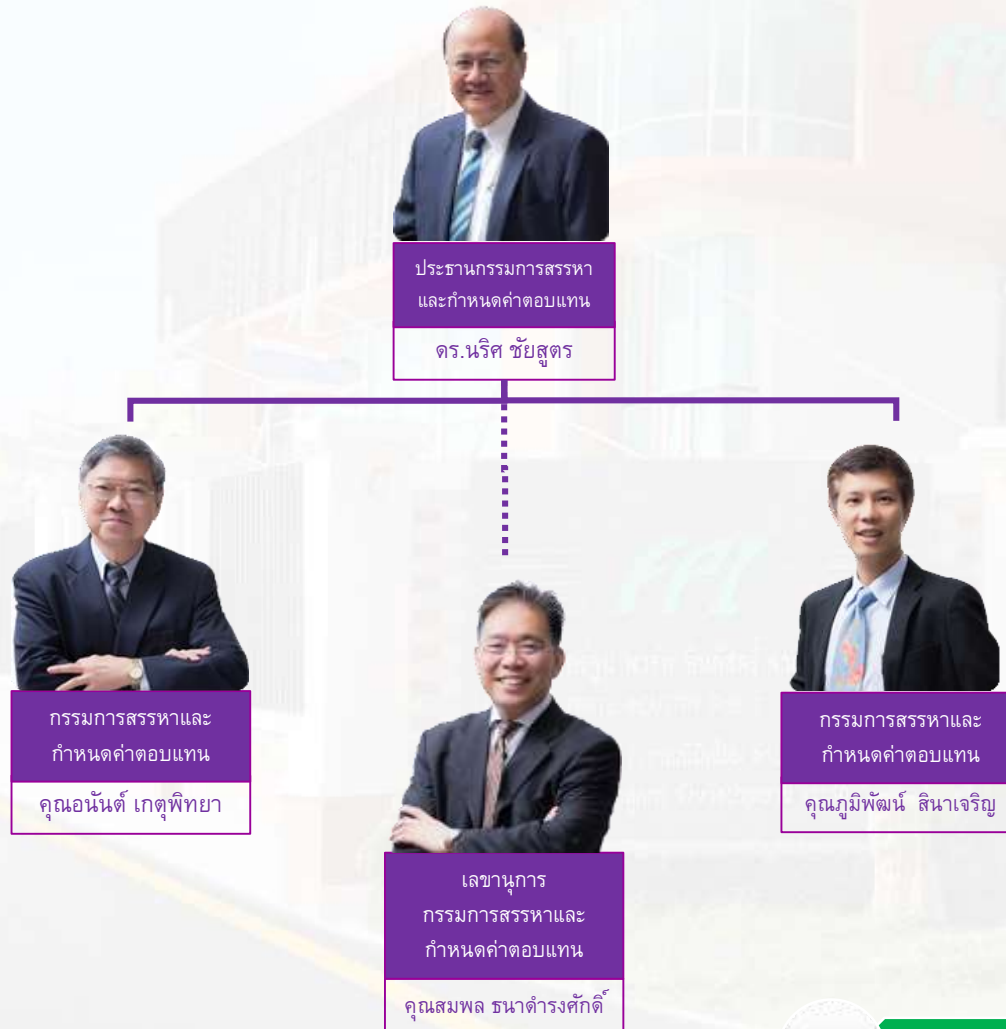 ประธานกรรมการสรรหา
และกำหนดค่าตอบแทน
ดร.นริศ ชัยสูตร
กรรมการสรรหาและ
กำหนดค่าตอบแทน
คุณอนันต์ เกตุพิทยา
กรรมการสรรหาและ
กำหนดค่าตอบแทน
คุณภูมิพัฒน์ สินาเจริญ
เลขานุการ
กรรมการสรรหาและ
กำหนดค่าตอบแทน
คุณสมพล ธนาดำรงศักดิ์